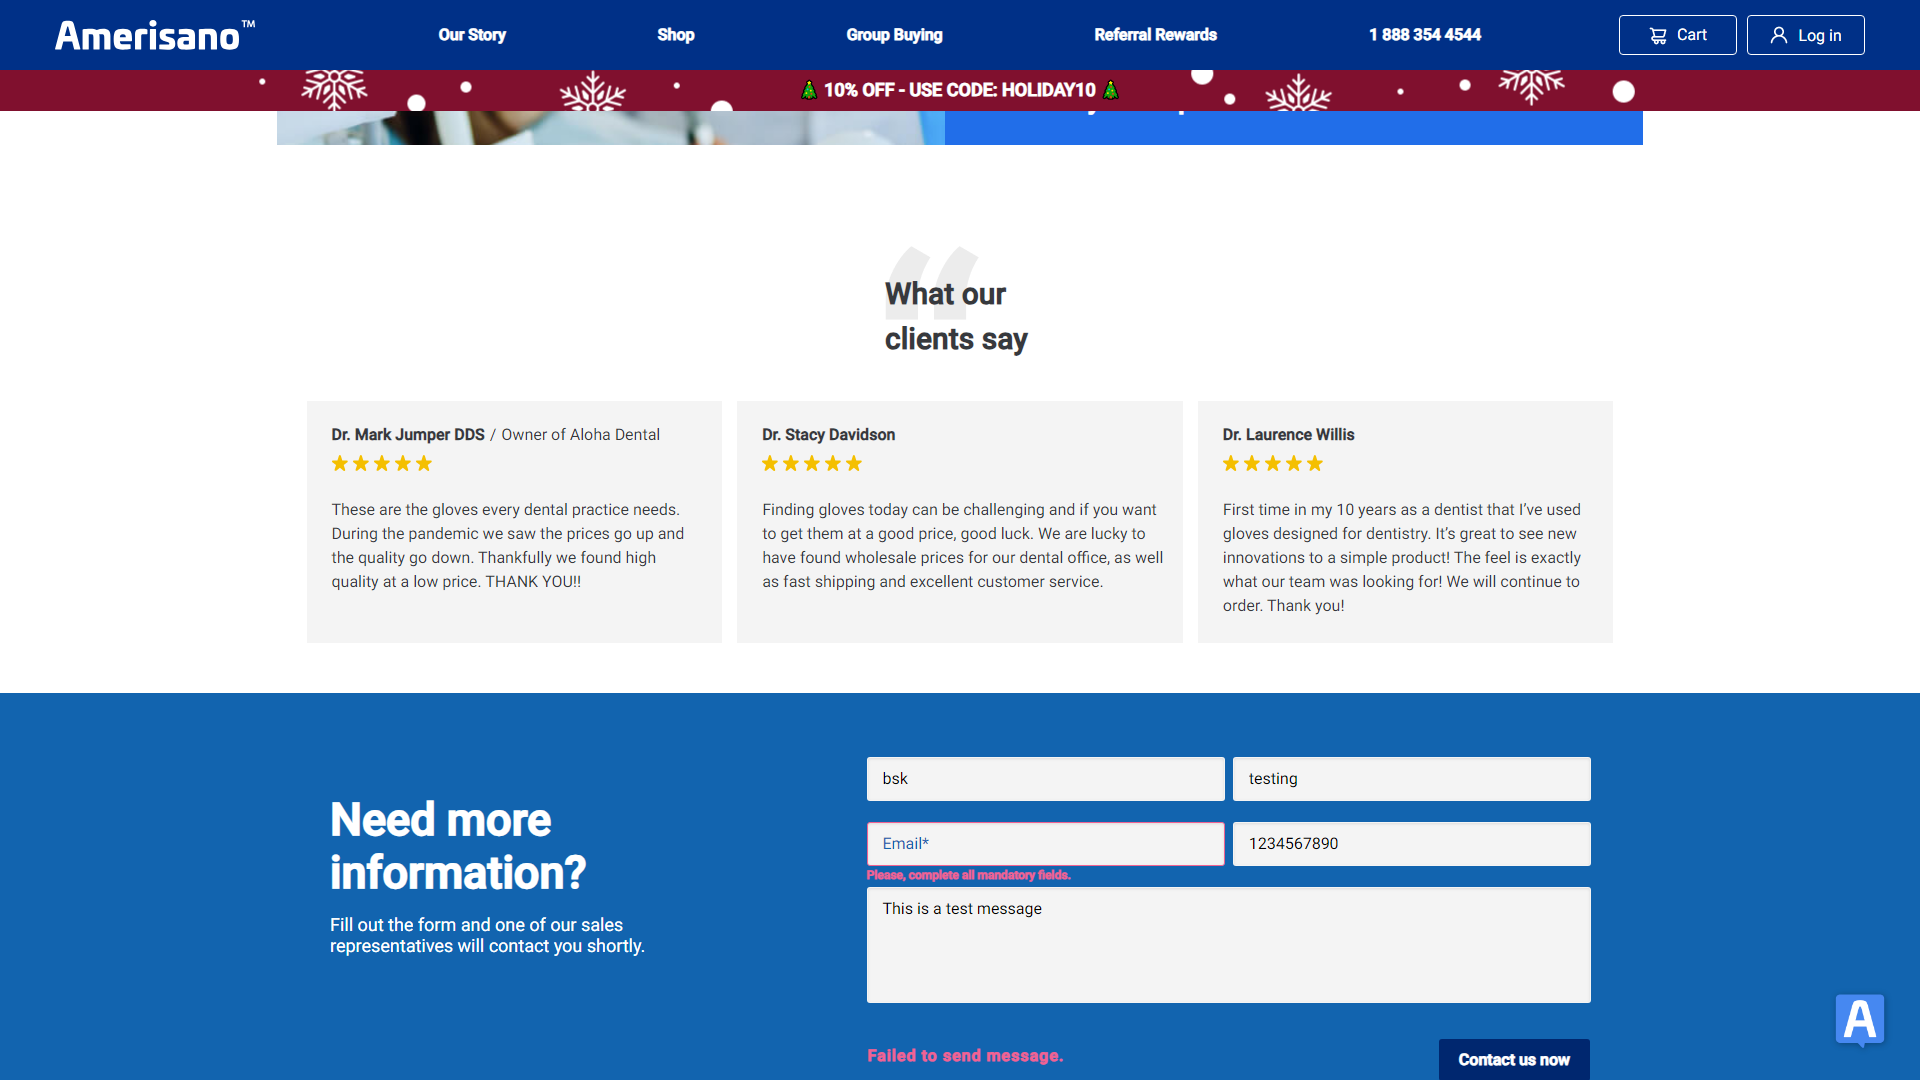 Amerisano™
Our Story
Shop
Group Buying
Referral Rewards
1 888 354 4544
Cart
Log in
10% OFF - USE CODE: HOLIDAY10
What our
clients say
Dr. Mark Jumper DDS / Owner of Aloha Dental
These are the gloves every dental practice needs.
During the pandemic we saw the prices go up and
the quality go down. Thankfully we found high
quality at a low price. THANK YOU!!
Dr. Stacy Davidson
Finding gloves today can be challenging and if you want
to get them at a good price, good luck. We are lucky to
have found wholesale prices for our dental office, as well
as fast shipping and excellent customer service.
Dr. Laurence Willis
First time in my 10 years as a dentist that I’ve used
gloves designed for dentistry. It’s great to see new
innovations to a simple product! The feel is exactly
what our team was looking for! We will continue to
order. Thank you!
Need more
information?
Fill out the form and one of our sales
representatives will contact you shortly.
bsk
testing
Email*
1234567890
Please, complete all mandatory fields.
This is a test message
Failed to send message.
Contact us now
A